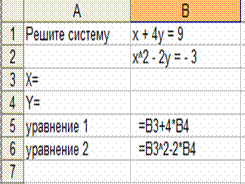 A B
1 Решите систему x + 4y = 9
2 x^2 - 2y = - 3
3 X=
4 Y=
5 уравнение 1 =B3+4*B4
6 уравнение 2 =B3^2-2*B4
7